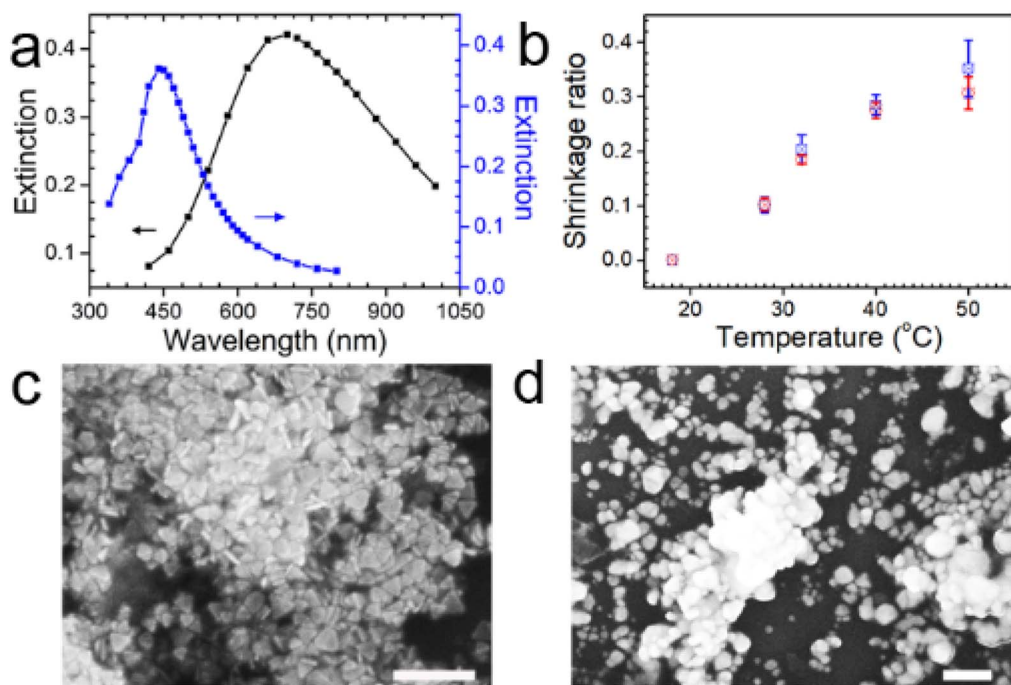 a
Extinction
0.4
0.3
0.2
0.1
0.4
0.3
0.2
0.1
0.0
Extinction
300 450 600 750 900 1050
Wavelength (nm)
b
Shrinkage ratio
0.4
0.3
0.2
0.1
0.0
20 30 40 50
Temperature (°C)
c
d